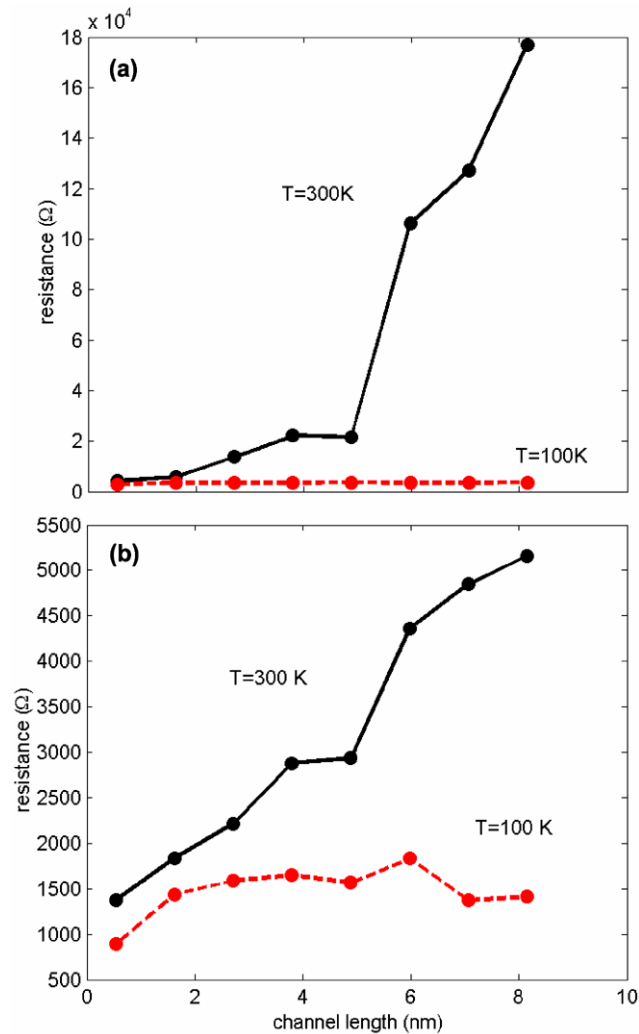 x 10⁴
18
(a)
16
14
12
T=300K
10
8
6
4
2
T=100K
0
resistance (Ω)
5500
(b)
5000
4500
4000
T=300 K
3500
3000
2500
T=100 K
2000
1500
1000
500
resistance (Ω)
0 2 4 6 8 10
channel length (nm)